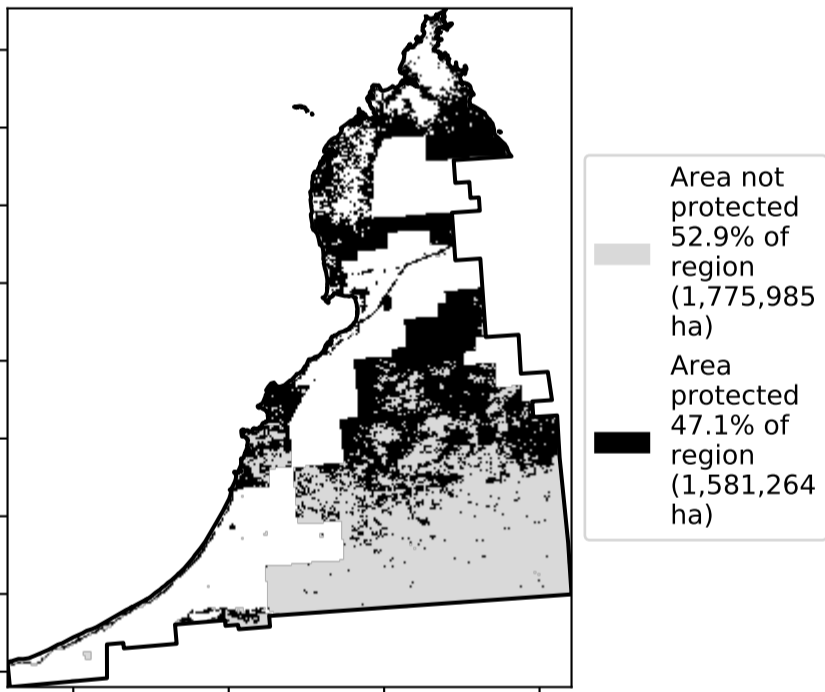 Area not
protected
52.9% of
region
(1,775,985
ha)
Area
protected
47.1% of
region
(1,581,264
ha)